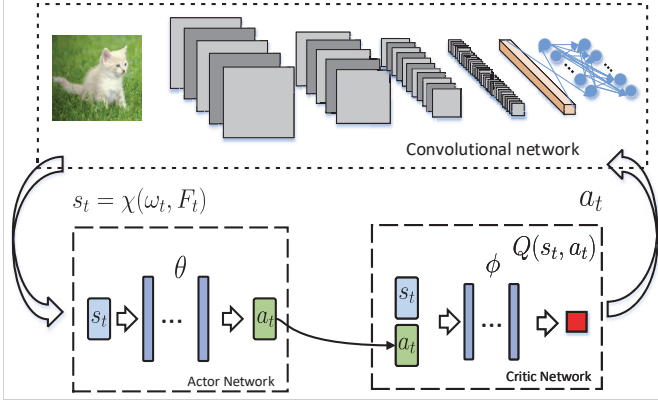 Convolutional network
s_t = χ(ω_t, F_t)
a_t
θ
s_t
...
a_t
Actor Network
Q(s_t, a_t)
ϕ
s_t
a_t
...
Critic Network